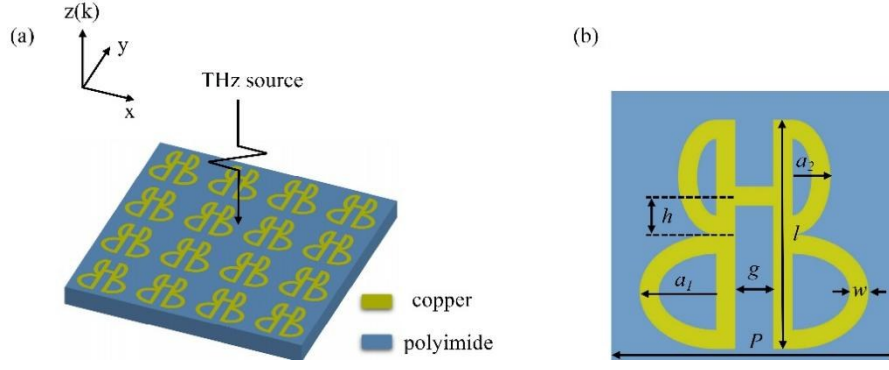 (a)
z(k)
y
x
THz source
copper
polyimide
(b)
a₂
h
l
g
a₁
w
P